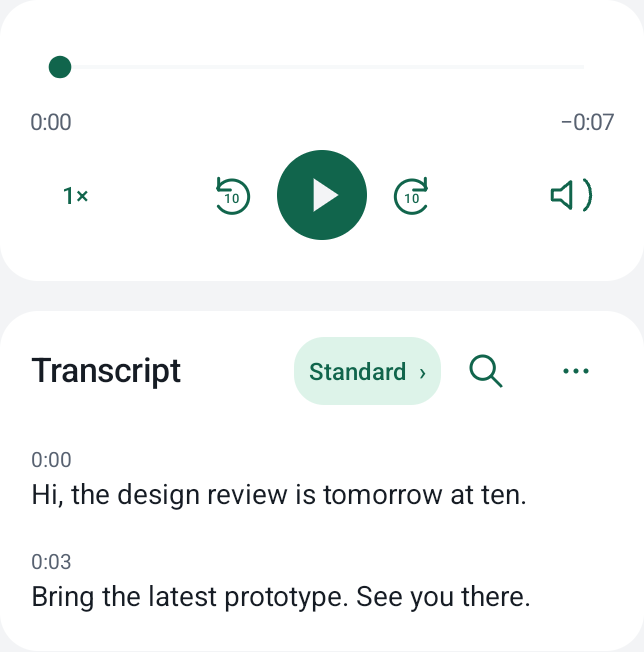 0:00
−0:07
1×
10
10
Transcript
Standard ›
0:00
Hi, the design review is tomorrow at ten.
0:03
Bring the latest prototype. See you there.